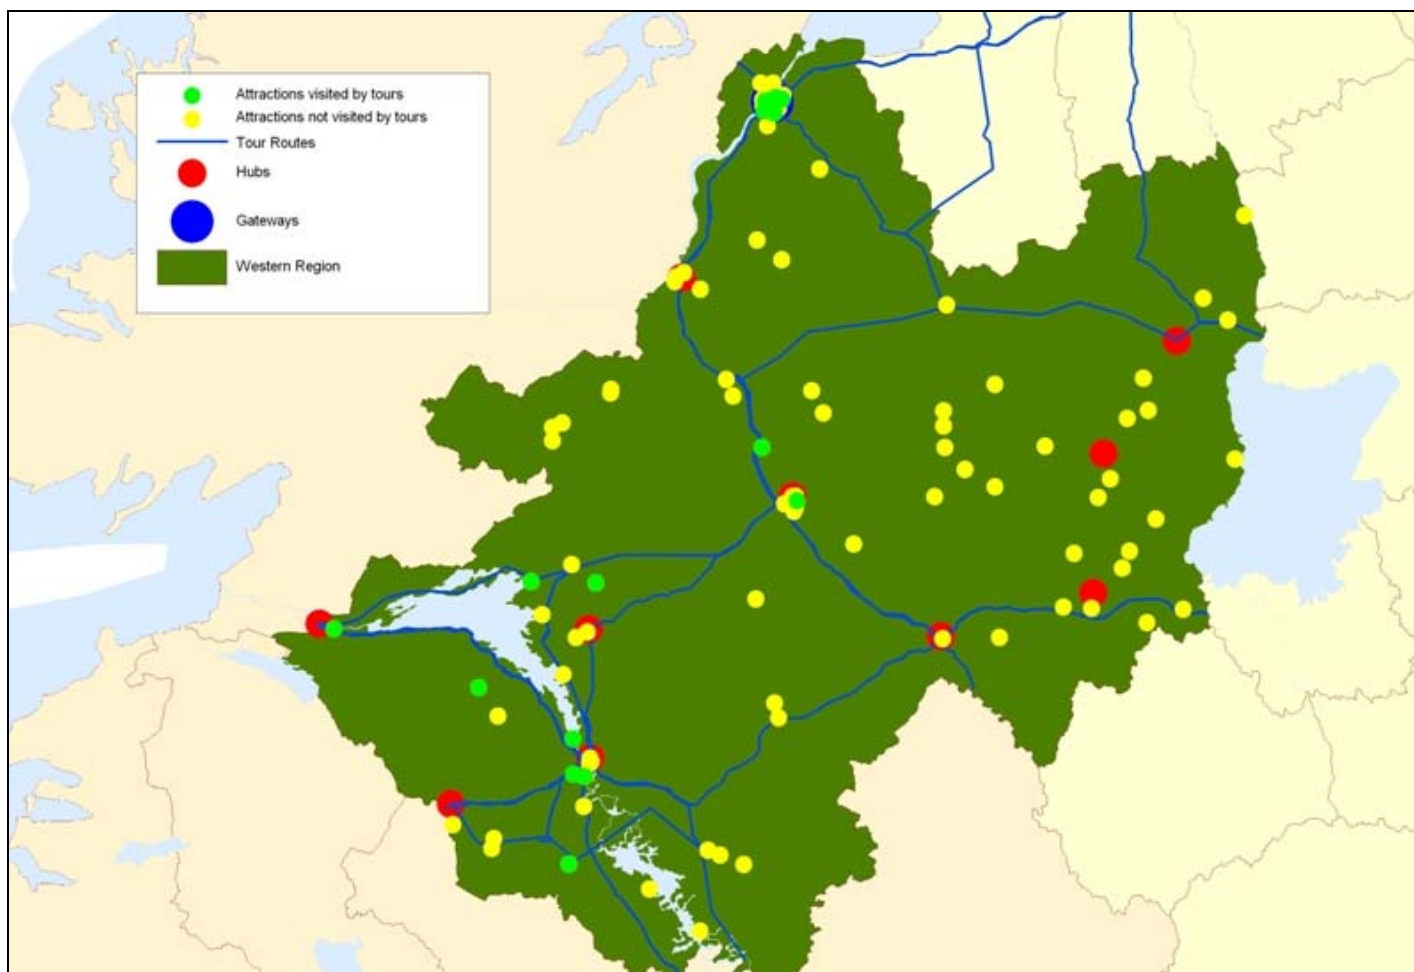 Attractions visited by tours
Attractions not visited by tours
Tour Routes
Hubs
Gateways
Western Region